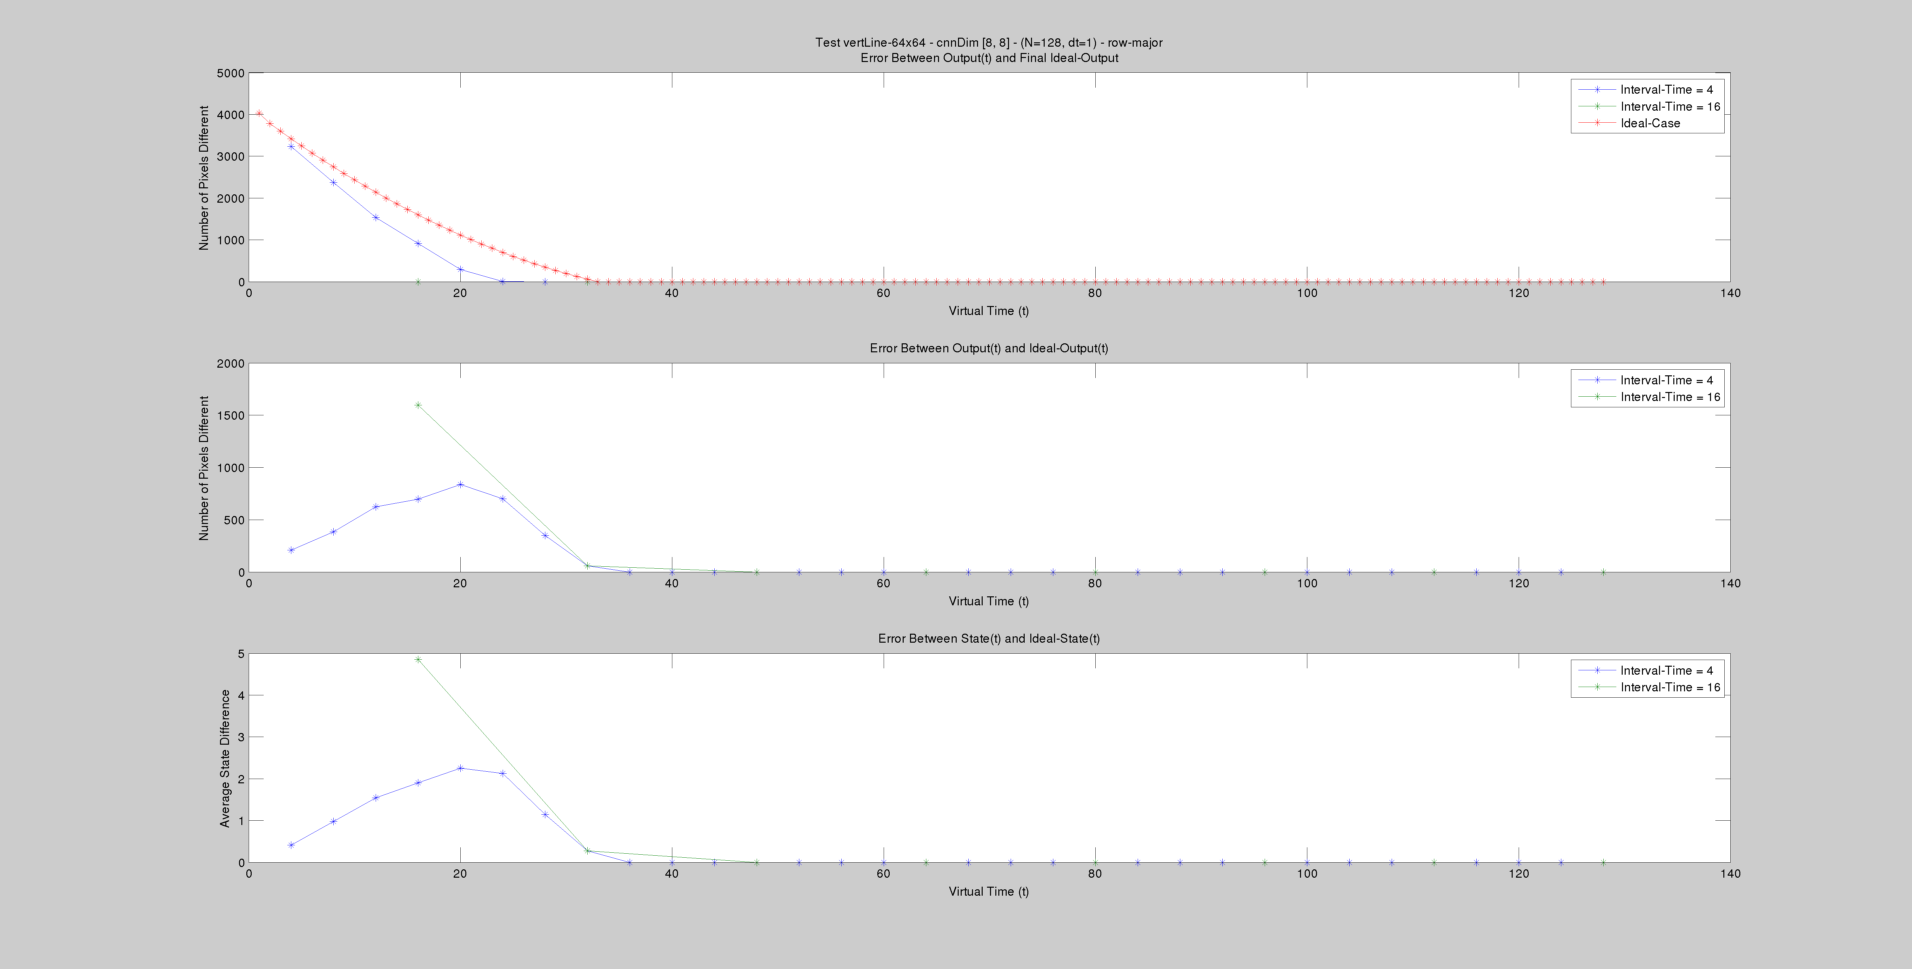 Test vertLine-64x64 - cnnDim [8, 8] - (N=128, dt=1) - row-major
Error Between Output(t) and Final Ideal-Output
Number of Pixels Different
5000
4000
3000
2000
1000
0
0 20 40 60 80 100 120 140
Virtual Time (t)
Interval-Time = 4
Interval-Time = 16
Ideal-Case
Error Between Output(t) and Ideal-Output(t)
Number of Pixels Different
2000
1500
1000
500
0
0 20 40 60 80 100 120 140
Virtual Time (t)
Interval-Time = 4
Interval-Time = 16
Error Between State(t) and Ideal-State(t)
Average State Difference
5
4
3
2
1
0
0 20 40 60 80 100 120 140
Virtual Time (t)
Interval-Time = 4
Interval-Time = 16